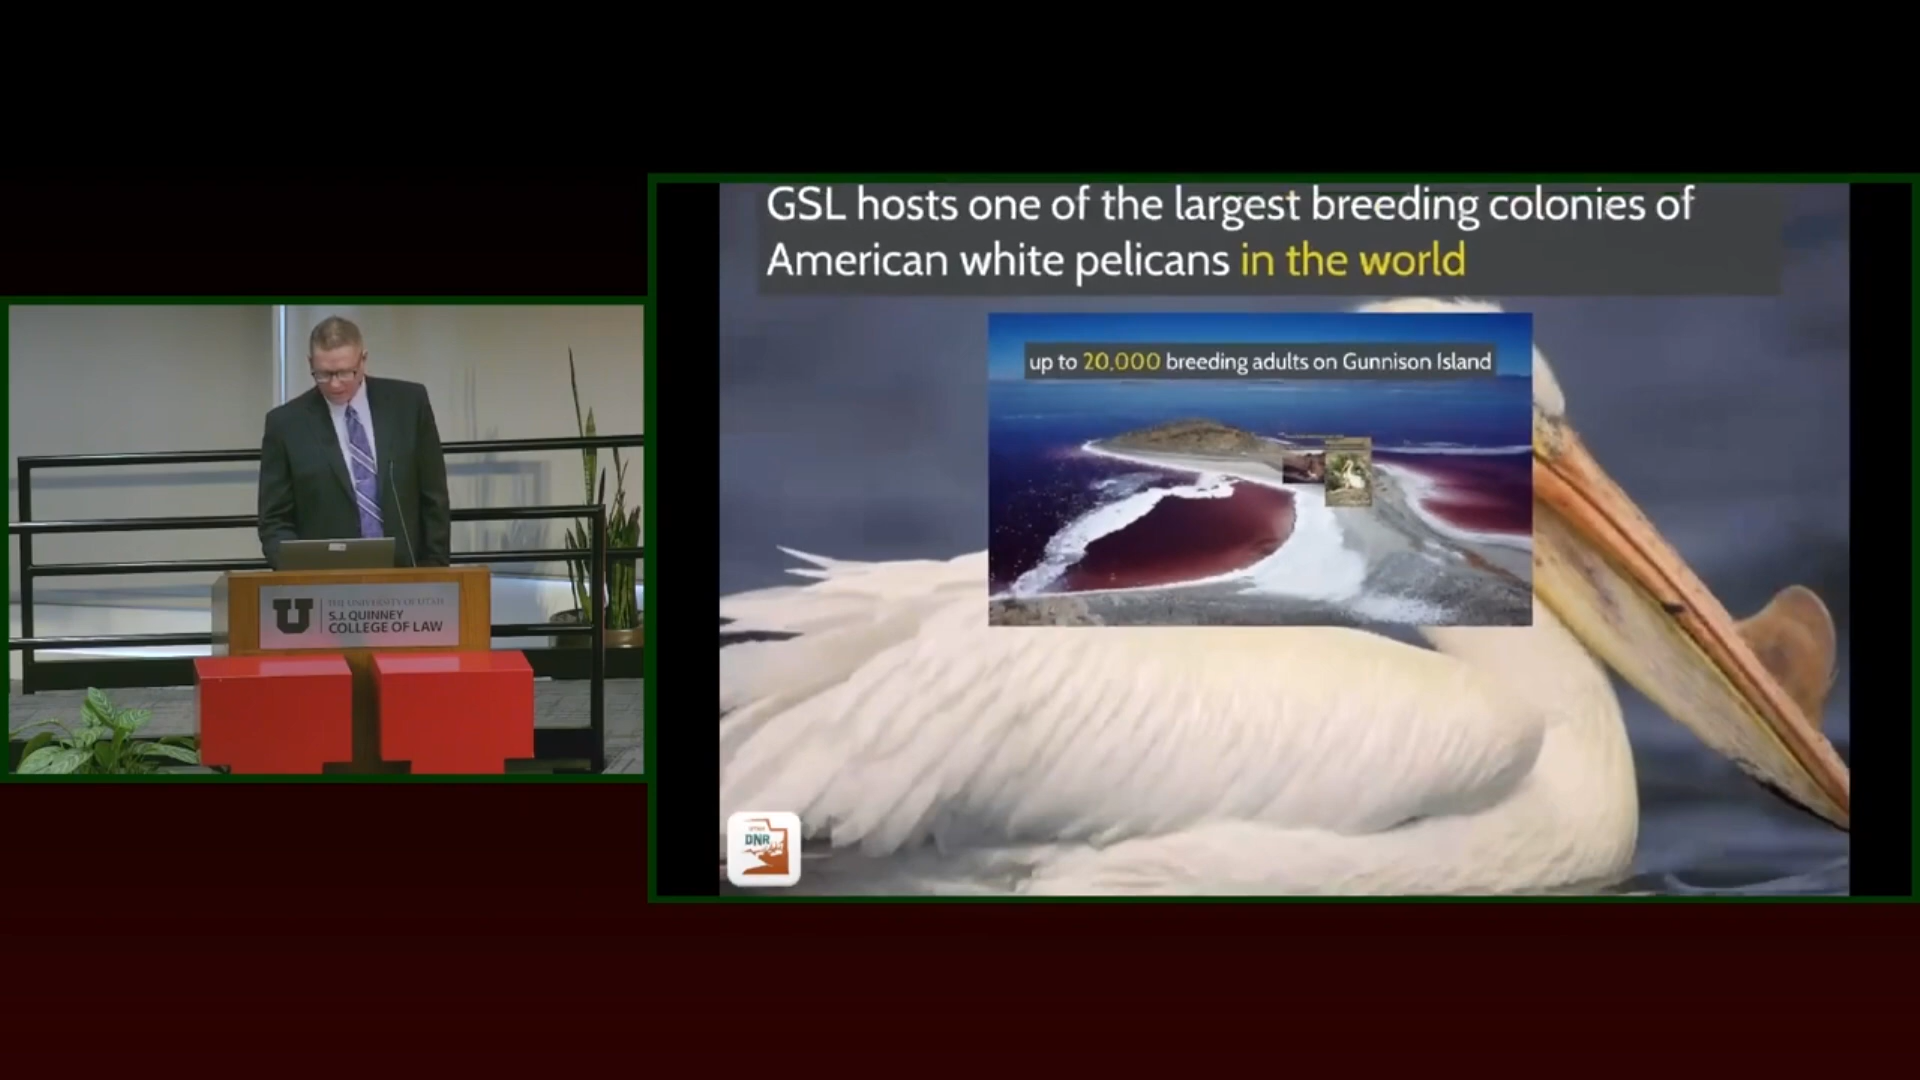 GSL hosts one of the largest breeding colonies of
American white pelicans in the world
up to 20,000 breeding adults on Gunnison Island
THE UNIVERSITY OF UTAH
S.J. QUINNEY
COLLEGE OF LAW
DNR